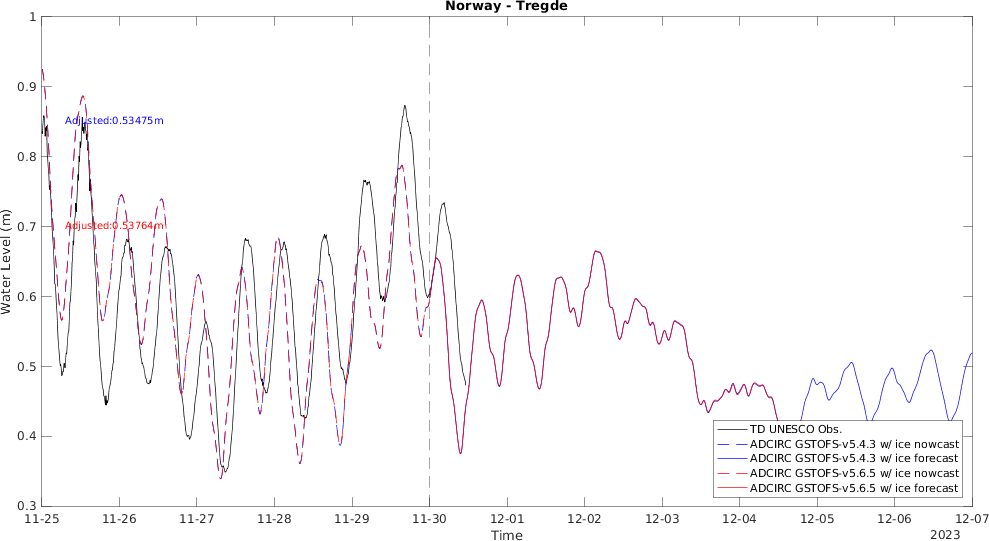 Norway - Tregde
1
0.9
0.8
0.7
0.6
0.5
0.4
0.3
Water Level (m)
Adjusted:0.53475m
Adjusted:0.53764m
TD UNESCO Obs.
ADCIRC GSTOFS-v5.4.3 w/ ice nowcast
ADCIRC GSTOFS-v5.4.3 w/ ice forecast
ADCIRC GSTOFS-v5.6.5 w/ ice nowcast
ADCIRC GSTOFS-v5.6.5 w/ ice forecast
11-25 11-26 11-27 11-28 11-29 11-30 12-01 12-02 12-03 12-04 12-05 12-06 12-07
Time
2023